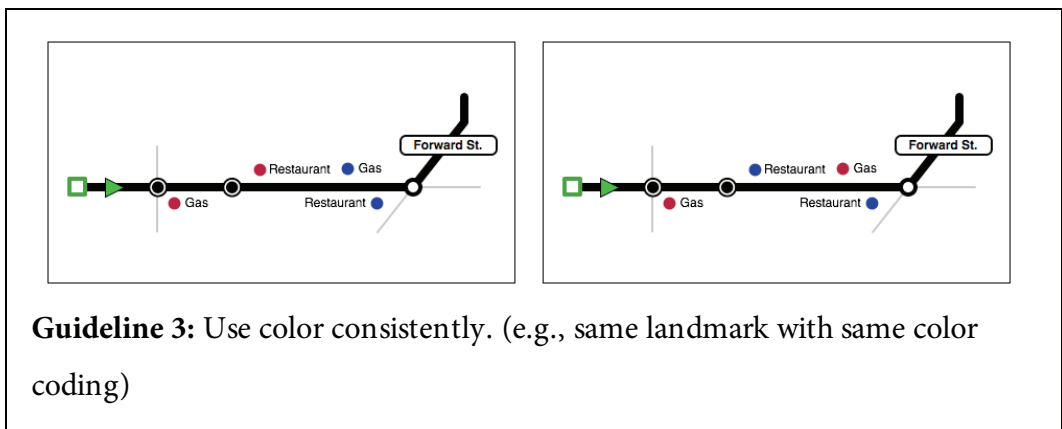 Forward St.
Restaurant Gas
Gas Restaurant
Forward St.
Restaurant Gas
Gas Restaurant
Guideline 3: Use color consistently. (e.g., same landmark with same color
coding)